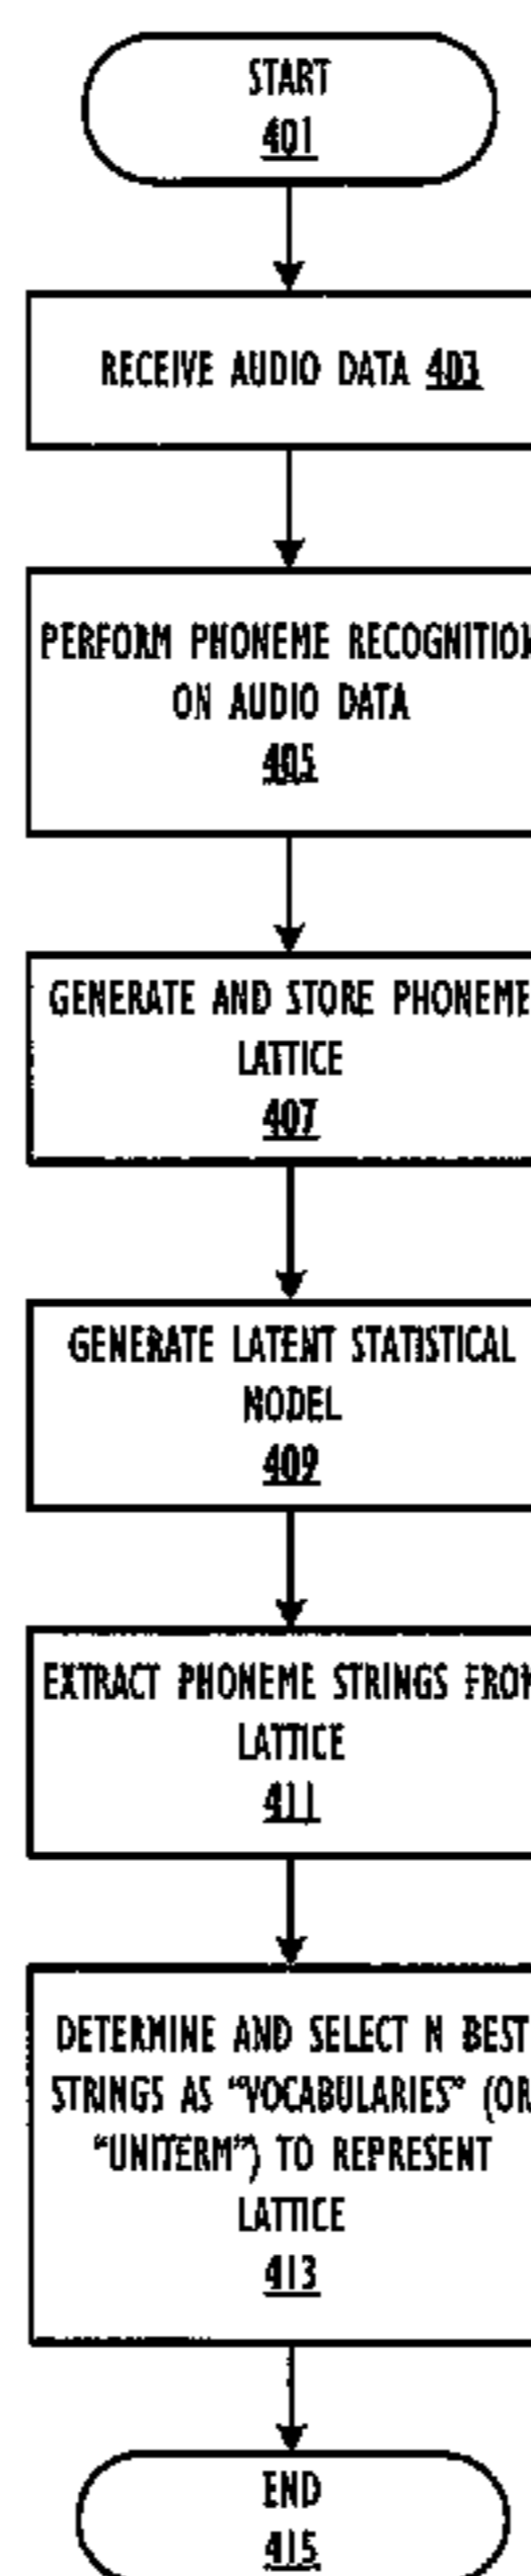 START
401
RECEIVE AUDIO DATA 403
PERFORM PHONEME RECOGNITION
ON AUDIO DATA
405
GENERATE AND STORE PHONEME
LATTICE
407
GENERATE LATENT STATISTICAL
MODEL
409
EXTRACT PHONEME STRINGS FROM
LATTICE
411
DETERMINE AND SELECT N BEST
STRINGS AS “VOCABULARIES” (OR
“UNITERM”) TO REPRESENT
LATTICE
413
END
415